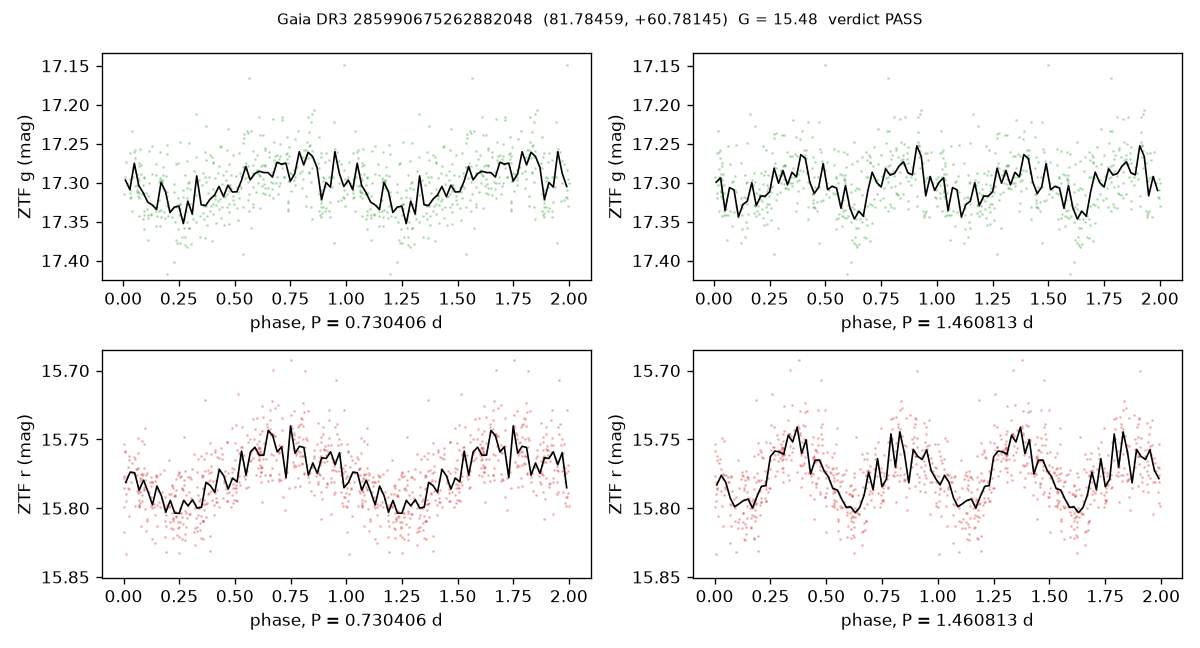 Gaia DR3 285990675262882048  (81.78459, +60.78145)  G = 15.48  verdict PASS
ZTF g (mag)
17.15
17.20
17.25
17.30
17.35
17.40
0.00 0.25 0.50 0.75 1.00 1.25 1.50 1.75 2.00
phase, P = 0.730406 d
ZTF g (mag)
17.15
17.20
17.25
17.30
17.35
17.40
0.00 0.25 0.50 0.75 1.00 1.25 1.50 1.75 2.00
phase, P = 1.460813 d
ZTF r (mag)
15.70
15.75
15.80
15.85
0.00 0.25 0.50 0.75 1.00 1.25 1.50 1.75 2.00
phase, P = 0.730406 d
ZTF r (mag)
15.70
15.75
15.80
15.85
0.00 0.25 0.50 0.75 1.00 1.25 1.50 1.75 2.00
phase, P = 1.460813 d